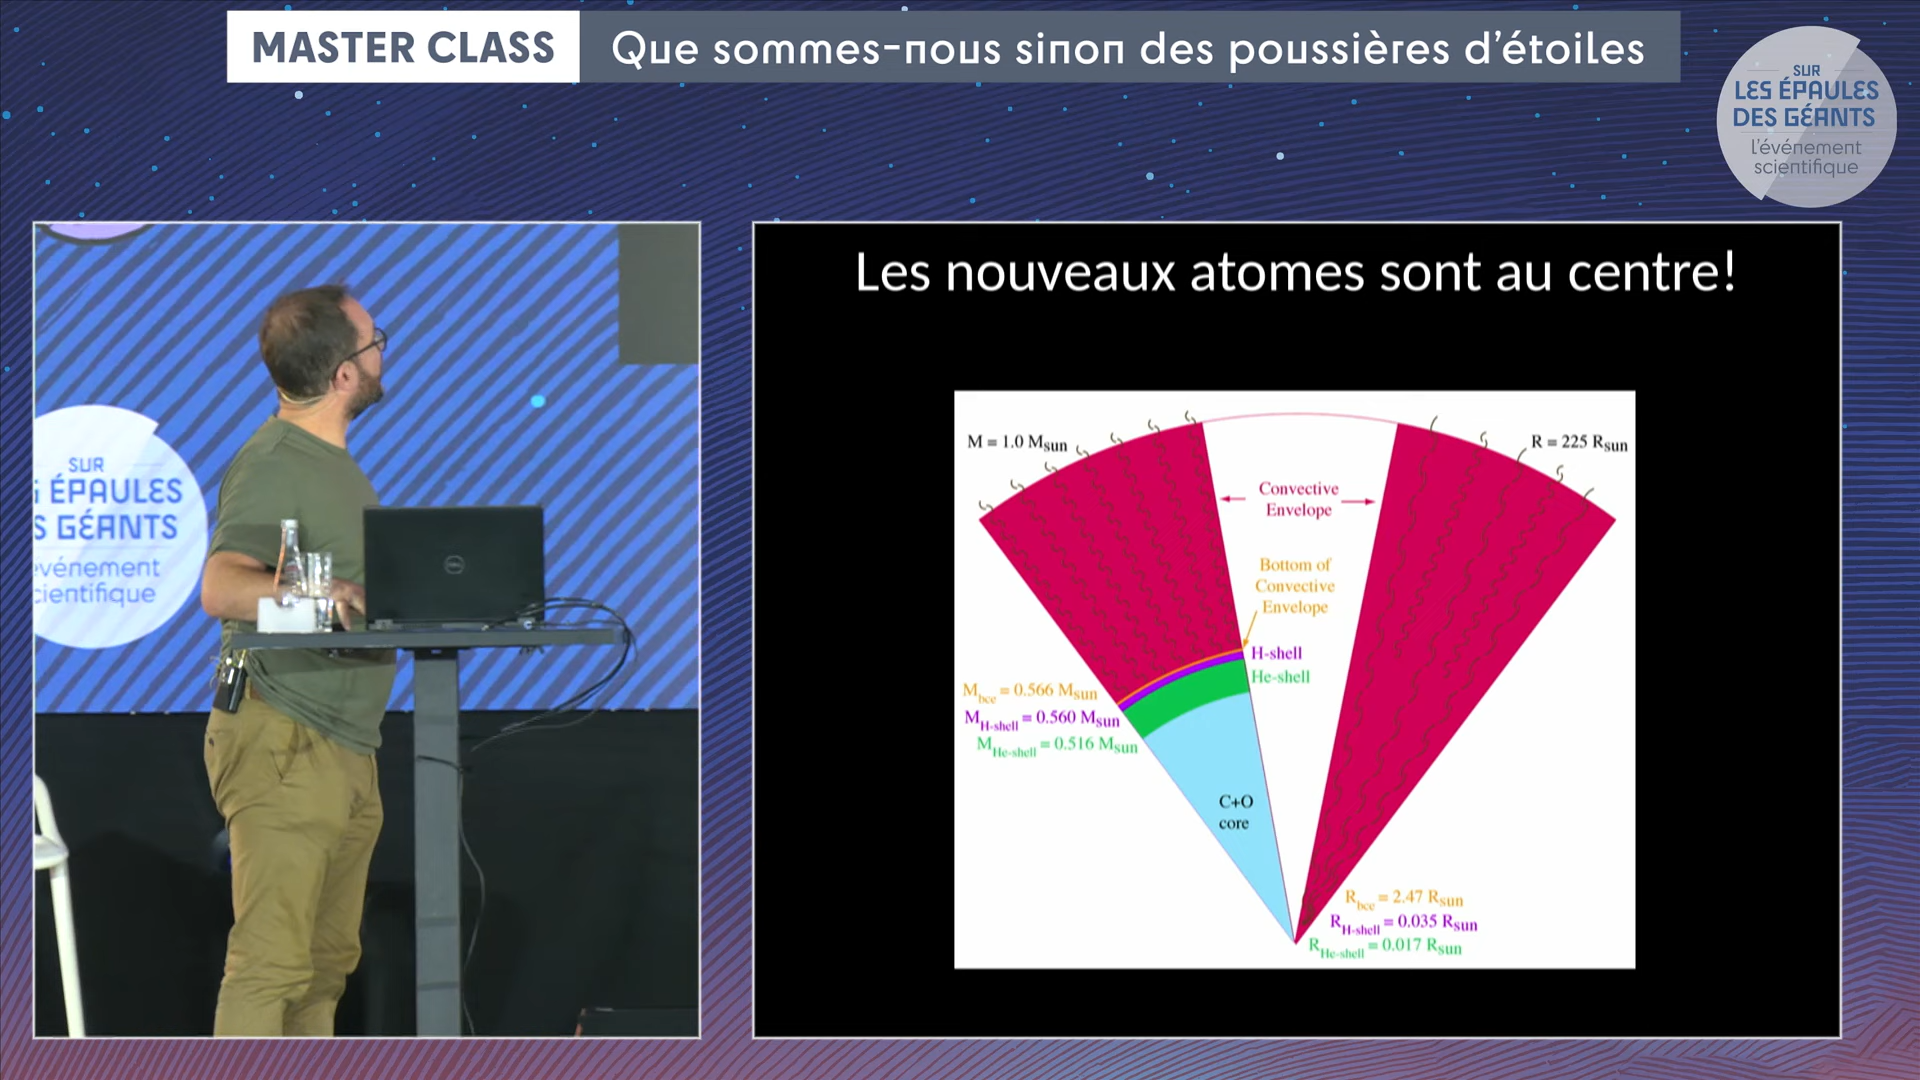 MASTER CLASS
Que sommes-nous sinon des poussières d'étoiles
SUR
LES ÉPAULES
DES GÉANTS
l'événement
scientifique
SUR
ÉPAULES
S GÉANTS
événement
cientifique
DELL
Les nouveaux atomes sont au centre!
M = 1.0 Msun
R = 225 Rsun
Convective
Envelope
Bottom of
Convective
Envelope
H-shell
He-shell
Mbce = 0.566 Msun
MH-shell = 0.560 Msun
MHe-shell = 0.516 Msun
C+O
core
Rbce = 2.47 Rsun
RH-shell = 0.035 Rsun
RHe-shell = 0.017 Rsun